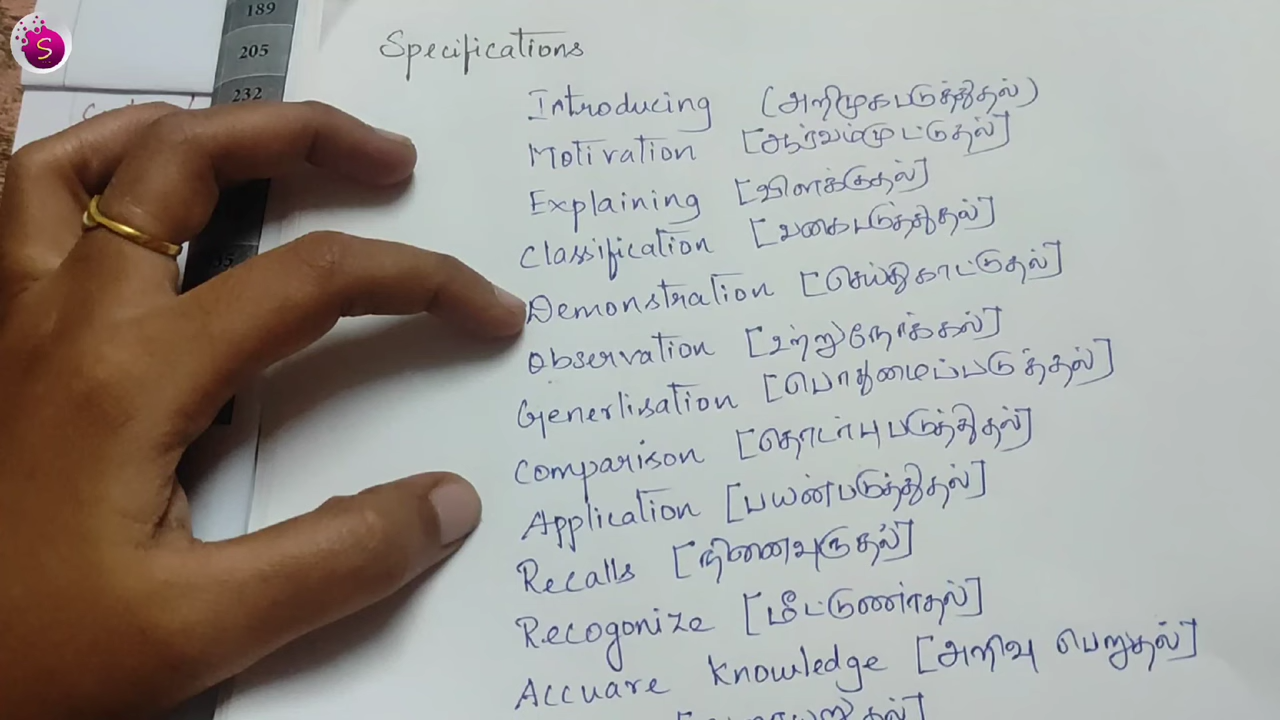 S
189
205
232
Specifications
Introducing (அறிமுகபடுத்துதல்)
Motivation [ஆர்வம்மூட்டுதல்]
Explaining [விளக்குதல்]
Classification [வகைபடுத்துதல்]
Demonstration [செய்துகாட்டுதல்]
Observation [உற்றுநோக்கல்]
Generlisation [பொதுமைப்படுத்தல்]
Comparison [தொடர்புபடுத்துதல்]
Application [பயன்படுத்துதல்]
Recalls [நினைவுருதல்]
Recogonize [மீட்டுணர்தல்]
Accuare knowledge [அறிவு பெறுதல்]